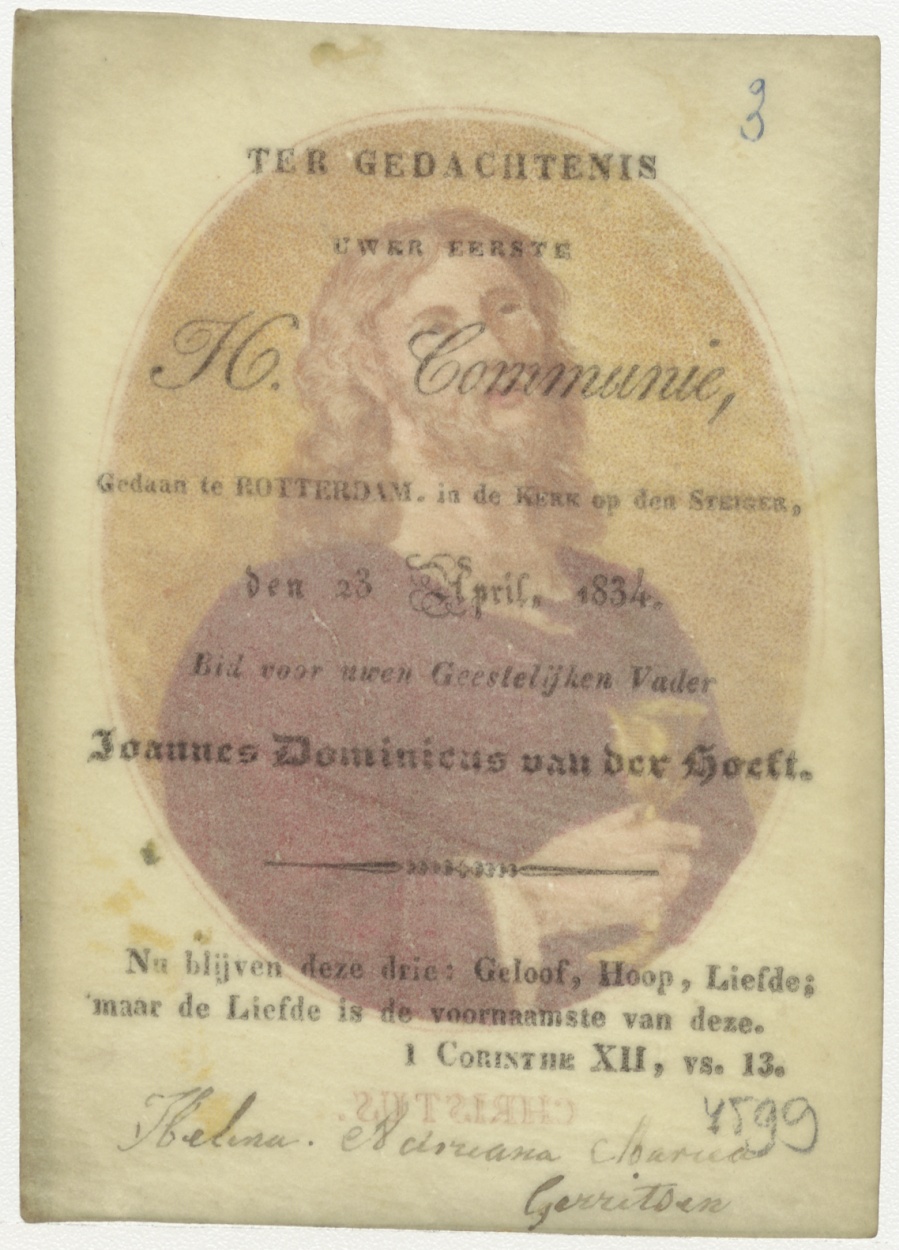 3
TER GEDACHTENIS
UWER EERSTE
H. Communie,
Gedaan te ROTTERDAM. in de KERK op den STEIGER,
den 23 April, 1834.
Bid voor uwen Geestelijken Vader
Joannes Dominicus van der Hoeft.
Nu blijven deze drie: Geloof, Hoop, Liefde;
maar de Liefde is de voornaamste van deze.
1 CORINTHE XII, vs. 13.
CHRISTUS.
4599
Helena. Adriana Maria
Gerritsen